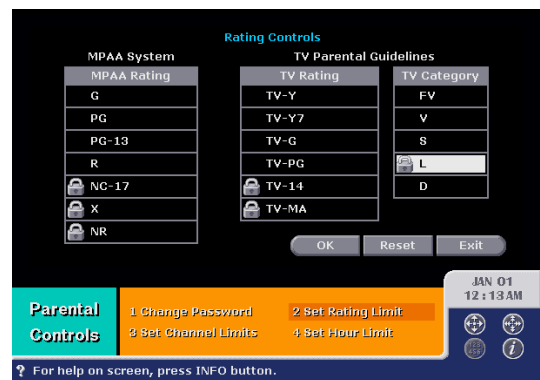 Rating Controls
MPAA System
TV Parental Guidelines
MPAA Rating
TV Rating
TV Category
G
TV-Y
FV
PG
TV-Y7
V
PG-13
TV-G
S
R
TV-PG
L
NC-17
TV-14
D
X
TV-MA
NR
OK
Reset
Exit
JAN 01
12:13AM
Parental
Controls
1 Change Password
2 Set Rating Limit
3 Set Channel Limits
4 Set Hour Limit
i
? For help on screen, press INFO button.